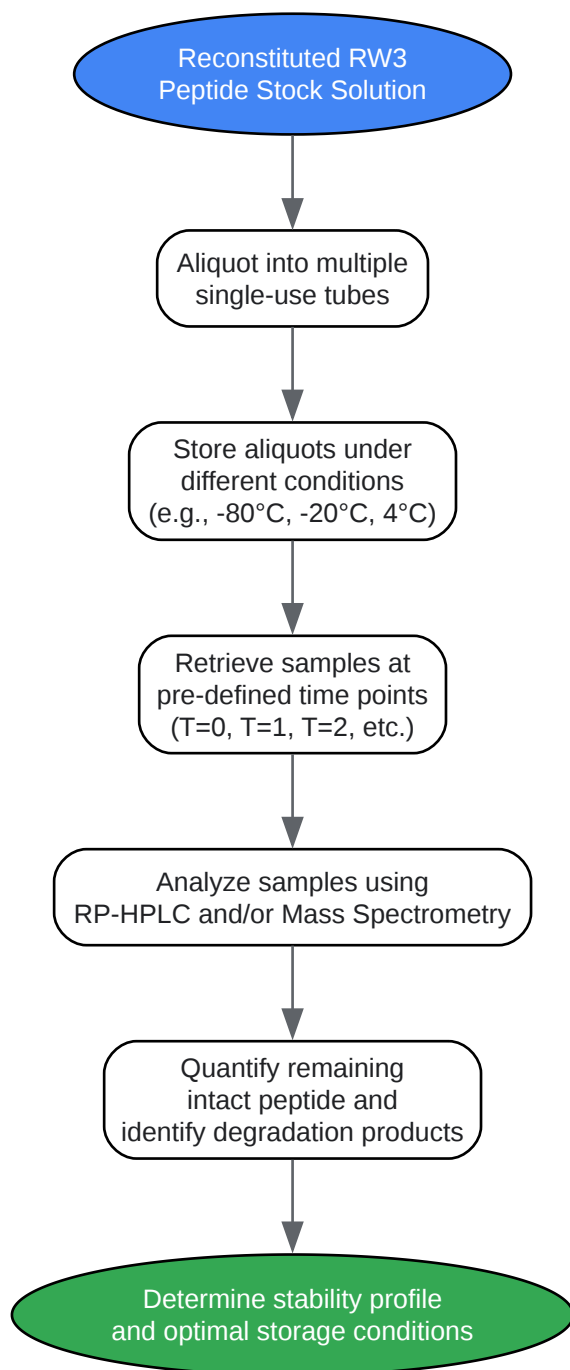 Reconstituted RW3
Peptide Stock Solution
Aliquot into multiple
single-use tubes
Store aliquots under
different conditions
(e.g., -80°C, -20°C, 4°C)
Retrieve samples at
pre-defined time points
(T=0, T=1, T=2, etc.)
Analyze samples using
RP-HPLC and/or Mass Spectrometry
Quantify remaining
intact peptide and
identify degradation products
Determine stability profile
and optimal storage conditions